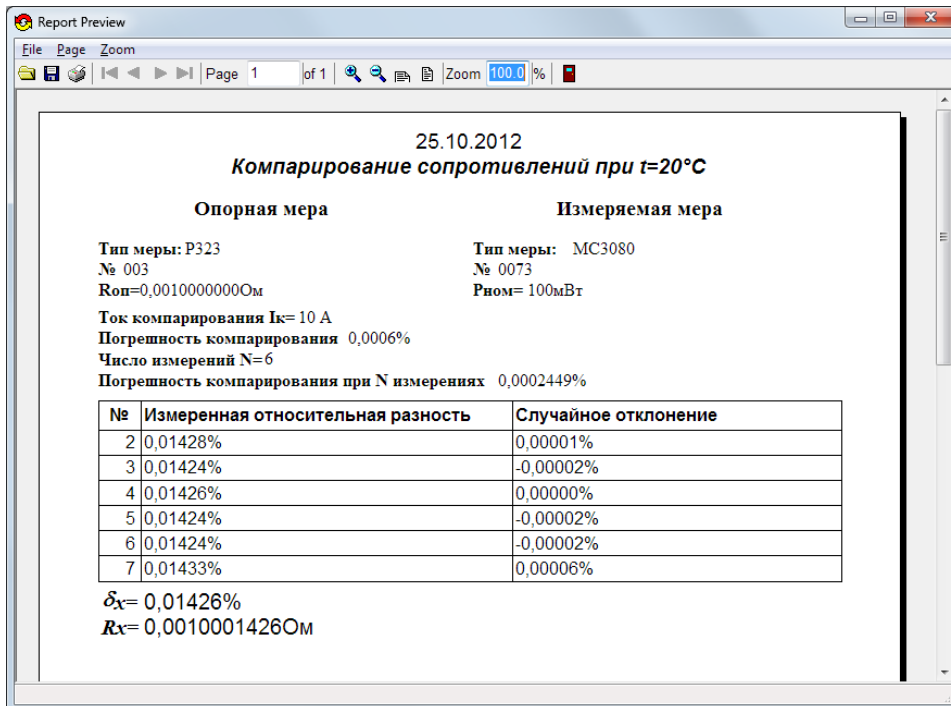 Report Preview
File Page Zoom
Page 1 of 1 Zoom 100.0 %
25.10.2012
Компарирование сопротивлений при t=20°C
Опорная мера Измеряемая мера
Тип меры: Р323 Тип меры: МС3080
№ 003 № 0073
Rоп=0,0010000000Ом Рном= 100мВт
Ток компарирования Iк= 10 А
Погрешность компарирования 0,0006%
Число измерений N=6
Погрешность компарирования при N измерениях 0,0002449%
№ Измеренная относительная разность Случайное отклонение
2 0,01428% 0,00001%
3 0,01424% -0,00002%
4 0,01426% 0,00000%
5 0,01424% -0,00002%
6 0,01424% -0,00002%
7 0,01433% 0,00006%
δx= 0,01426%
Rx= 0,0010001426Ом